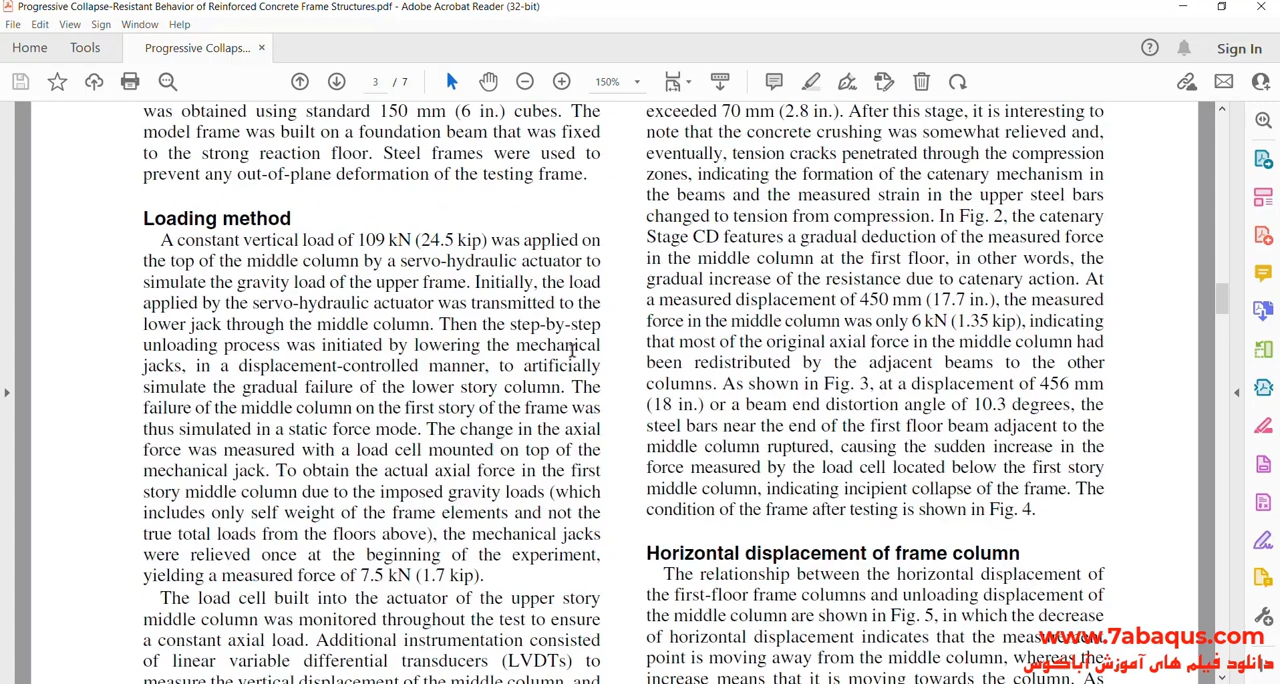 Progressive Collapse-Resistant Behavior of Reinforced Concrete Frame Structures.pdf - Adobe Acrobat Reader (32-bit)
File Edit View Sign Window Help
Home Tools Progressive Collaps... × Sign In
3 / 7 150%
was obtained using standard 150 mm (6 in.) cubes. The
model frame was built on a foundation beam that was fixed
to the strong reaction floor. Steel frames were used to
prevent any out-of-plane deformation of the testing frame.
Loading method
A constant vertical load of 109 kN (24.5 kip) was applied on
the top of the middle column by a servo-hydraulic actuator to
simulate the gravity load of the upper frame. Initially, the load
applied by the servo-hydraulic actuator was transmitted to the
lower jack through the middle column. Then the step-by-step
unloading process was initiated by lowering the mechanical
jacks, in a displacement-controlled manner, to artificially
simulate the gradual failure of the lower story column. The
failure of the middle column on the first story of the frame was
thus simulated in a static force mode. The change in the axial
force was measured with a load cell mounted on top of the
mechanical jack. To obtain the actual axial force in the first
story middle column due to the imposed gravity loads (which
includes only self weight of the frame elements and not the
true total loads from the floors above), the mechanical jacks
were relieved once at the beginning of the experiment,
yielding a measured force of 7.5 kN (1.7 kip).
The load cell built into the actuator of the upper story
middle column was monitored throughout the test to ensure
a constant axial load. Additional instrumentation consisted
of linear variable differential transducers (LVDTs) to
measure the vertical displacement of the middle column, and
exceeded 70 mm (2.8 in.). After this stage, it is interesting to
note that the concrete crushing was somewhat relieved and,
eventually, tension cracks penetrated through the compression
zones, indicating the formation of the catenary mechanism in
the beams and the measured strain in the upper steel bars
changed to tension from compression. In Fig. 2, the catenary
Stage CD features a gradual deduction of the measured force
in the middle column at the first floor, in other words, the
gradual increase of the resistance due to catenary action. At
a measured displacement of 450 mm (17.7 in.), the measured
force in the middle column was only 6 kN (1.35 kip), indicating
that most of the original axial force in the middle column had
been redistributed by the adjacent beams to the other
columns. As shown in Fig. 3, at a displacement of 456 mm
(18 in.) or a beam end distortion angle of 10.3 degrees, the
steel bars near the end of the first floor beam adjacent to the
middle column ruptured, causing the sudden increase in the
force measured by the load cell located below the first story
middle column, indicating incipient collapse of the frame. The
condition of the frame after testing is shown in Fig. 4.
Horizontal displacement of frame column
The relationship between the horizontal displacement of
the first-floor frame columns and unloading displacement of
the middle column are shown in Fig. 5, in which the decrease
of horizontal displacement indicates that the measurement
point is moving away from the middle column, whereas the
increase means that it is moving towards the column. As
www.7abaqus.com
دانلود فیلم های آموزش آباکوس